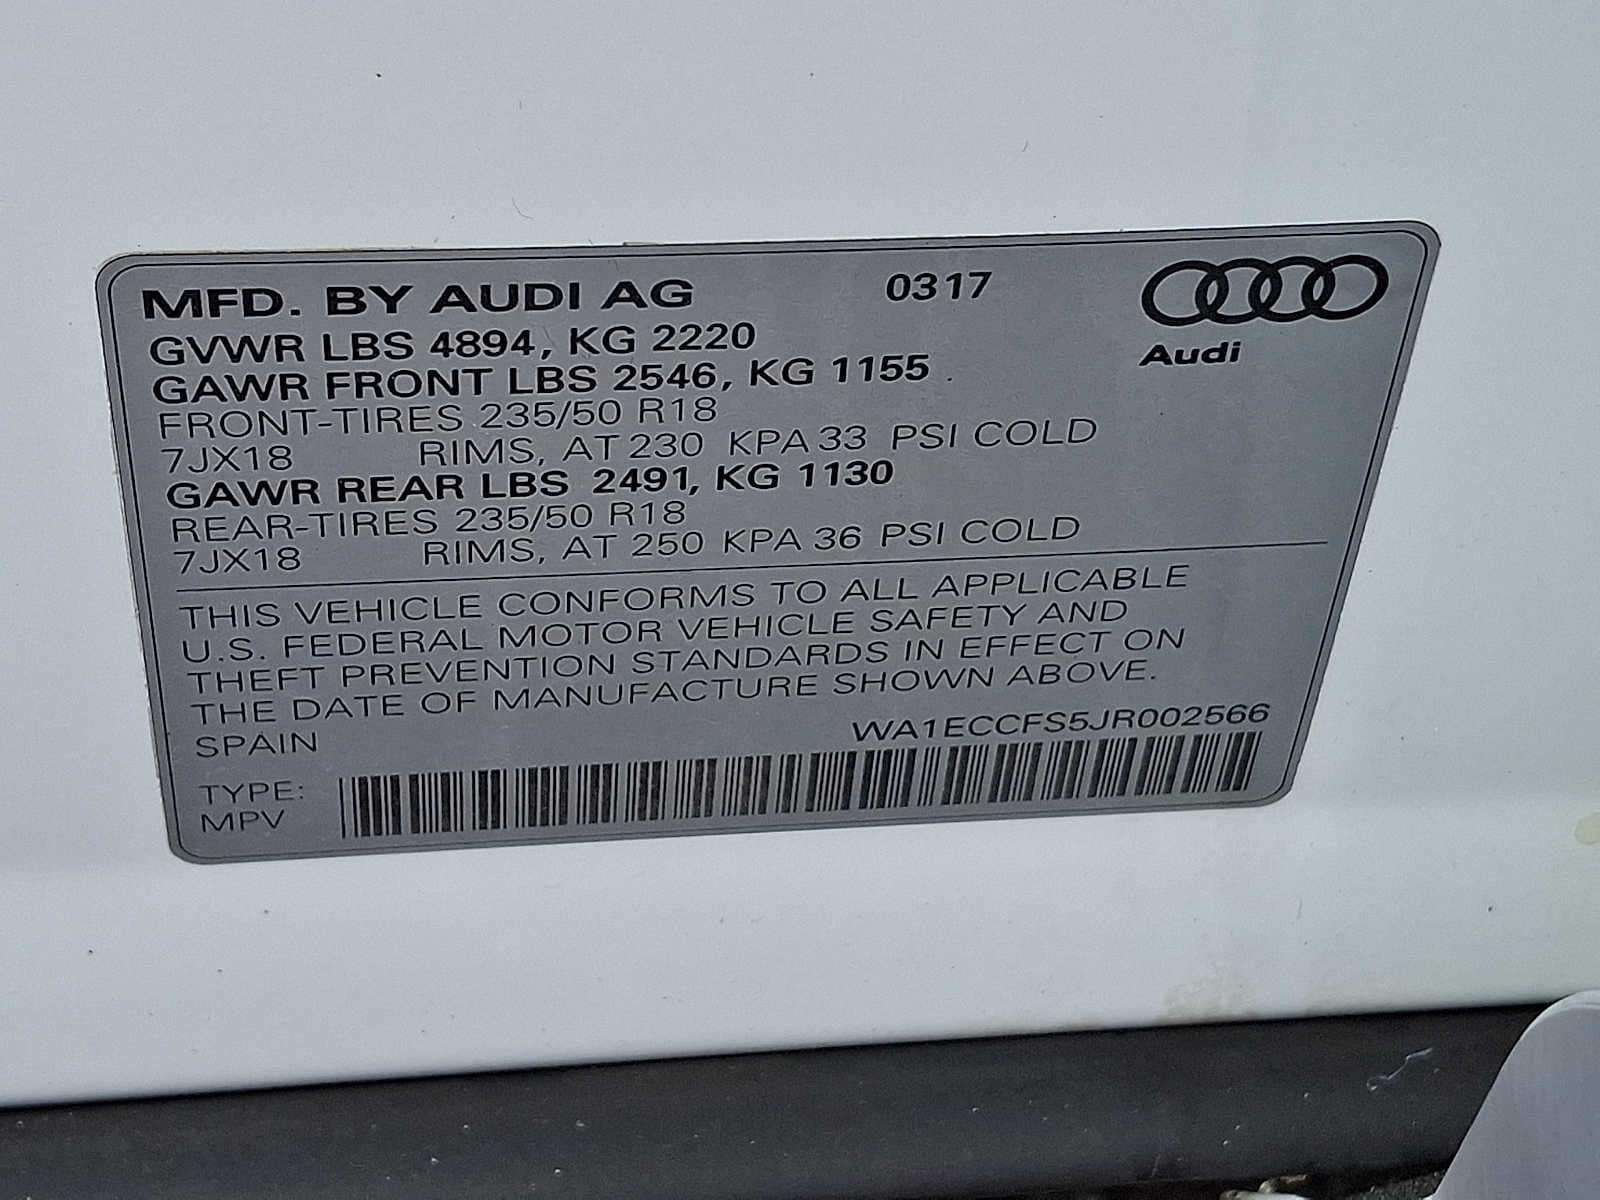 MFD. BY AUDI AG 0317
Audi
GVWR LBS 4894, KG 2220
GAWR FRONT LBS 2546, KG 1155
FRONT-TIRES 235/50 R18
7JX18 RIMS, AT 230 KPA 33 PSI COLD
GAWR REAR LBS 2491, KG 1130
REAR-TIRES 235/50 R18
7JX18 RIMS, AT 250 KPA 36 PSI COLD
THIS VEHICLE CONFORMS TO ALL APPLICABLE
U.S. FEDERAL MOTOR VEHICLE SAFETY AND
THEFT PREVENTION STANDARDS IN EFFECT ON
THE DATE OF MANUFACTURE SHOWN ABOVE.
SPAIN WA1ECCFS5JR002566
TYPE:
MPV